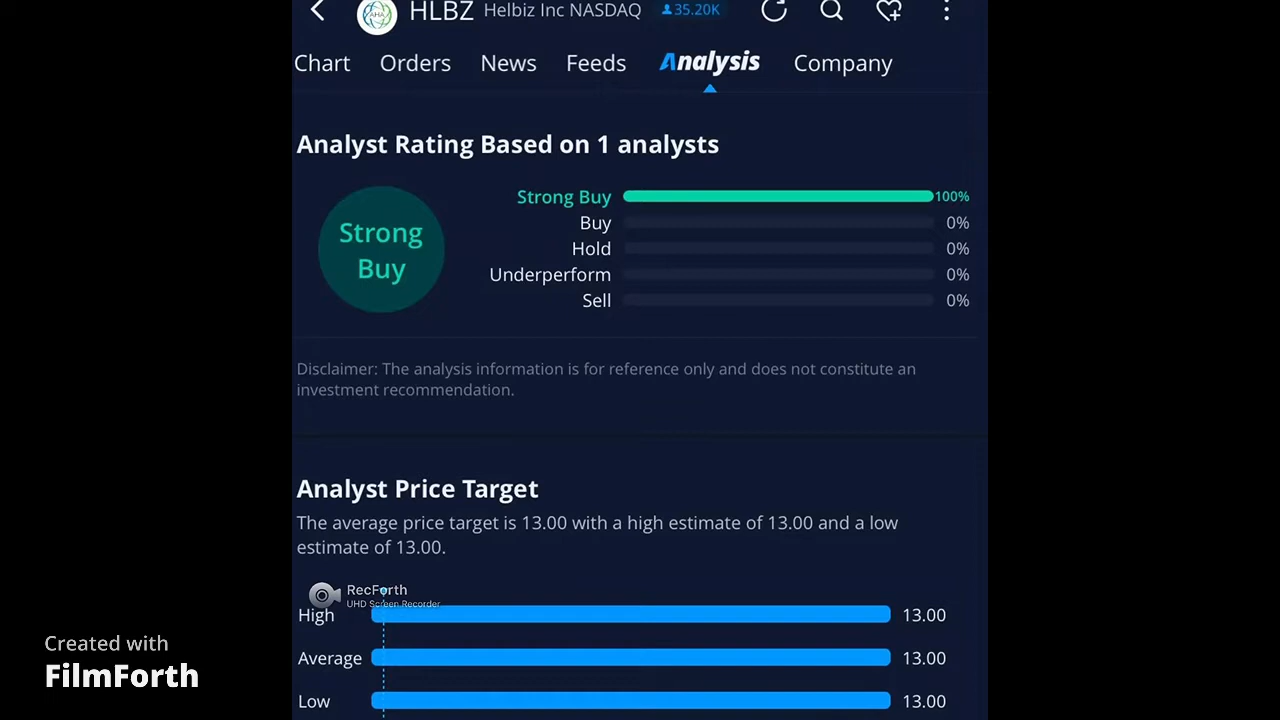 HLBZ Helbiz Inc NASDAQ 35.20K
Chart Orders News Feeds Analysis Company
Analyst Rating Based on 1 analysts
Strong Buy
Strong Buy 100%
Buy 0%
Hold 0%
Underperform 0%
Sell 0%
Disclaimer: The analysis information is for reference only and does not constitute an
investment recommendation.
Analyst Price Target
The average price target is 13.00 with a high estimate of 13.00 and a low
estimate of 13.00.
RecForth
UHD Screen Recorder
High 13.00
Average 13.00
Low 13.00
Created with
FilmForth